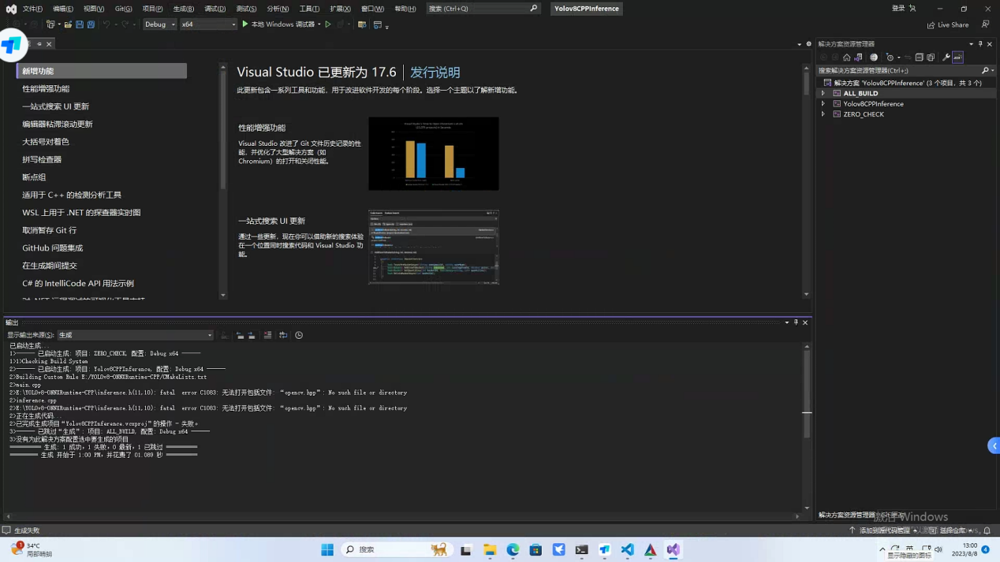 文件(F) 编辑(E) 视图(V) Git(G) 项目(P) 生成(B) 调试(D) 测试(S) 分析(N) 工具(T) 扩展(X) 窗口(W) 帮助(H) 搜索 (Ctrl+Q) Yolov8CPPInference 登录
Debug x64 本地 Windows 调试器 Live Share
新增功能
性能增强功能
一站式搜索 UI 更新
编辑器粘滞滚动更新
大括号对着色
拼写检查器
断点组
适用于 C++ 的检测分析工具
WSL 上用于 .NET 的探查器实时图
取消暂存 Git 行
GitHub 问题集成
在生成期间提交
C# 的 IntelliCode API 用法示例
Visual Studio 已更新为 17.6 发行说明
此更新包含一系列工具和功能，用于改进软件开发的每个阶段。选择一个主题以了解新增功能。
性能增强功能
Visual Studio 改进了 Git 文件历史记录的性
能，并优化了大型解决方案（如
Chromium）的打开和关闭性能。
一站式搜索 UI 更新
通过一些更新，现在你可以借助新的搜索体验
在一个位置同时搜索代码和 Visual Studio 功
能。
解决方案资源管理器
搜索解决方案资源管理器(Ctrl+;)
解决方案 'Yolov8CPPInference' (3 个项目，共 3 个)
ALL_BUILD
Yolov8CPPInference
ZERO_CHECK
输出
显示输出来源(S): 生成
已启动生成...
1>------ 已启动生成: 项目: ZERO_CHECK, 配置: Debug x64 ------
1>1>Checking Build System
2>------ 已启动生成: 项目: Yolov8CPPInference, 配置: Debug x64 ------
2>Building Custom Rule E:/YOLOv8-ONNXRuntime-CPP/CMakeLists.txt
2>main.cpp
2>E:\YOLOv8-ONNXRuntime-CPP\inference.h(11,10): fatal error C1083: 无法打开包括文件: “opencv.hpp”: No such file or directory
2>inference.cpp
2>E:\YOLOv8-ONNXRuntime-CPP\inference.h(11,10): fatal error C1083: 无法打开包括文件: “opencv.hpp”: No such file or directory
2>正在生成代码...
2>已完成生成项目“Yolov8CPPInference.vcxproj”的操作 - 失败。
3>------ 已跳过“生成”: 项目: ALL_BUILD, 配置: Debug x64 ------
3>没有为此解决方案配置选中要生成的项目
========== 生成: 1 成功，1 失败，0 最新，1 已跳过 ==========
========== 生成 开始于 1:00 PM，并花费了 01.089 秒 ==========
激活 Windows
生成失败 添加到源代码管理 选择仓库
34°C
局部晴朗
搜索
英
13:00
2023/8/8
显示隐藏的图标